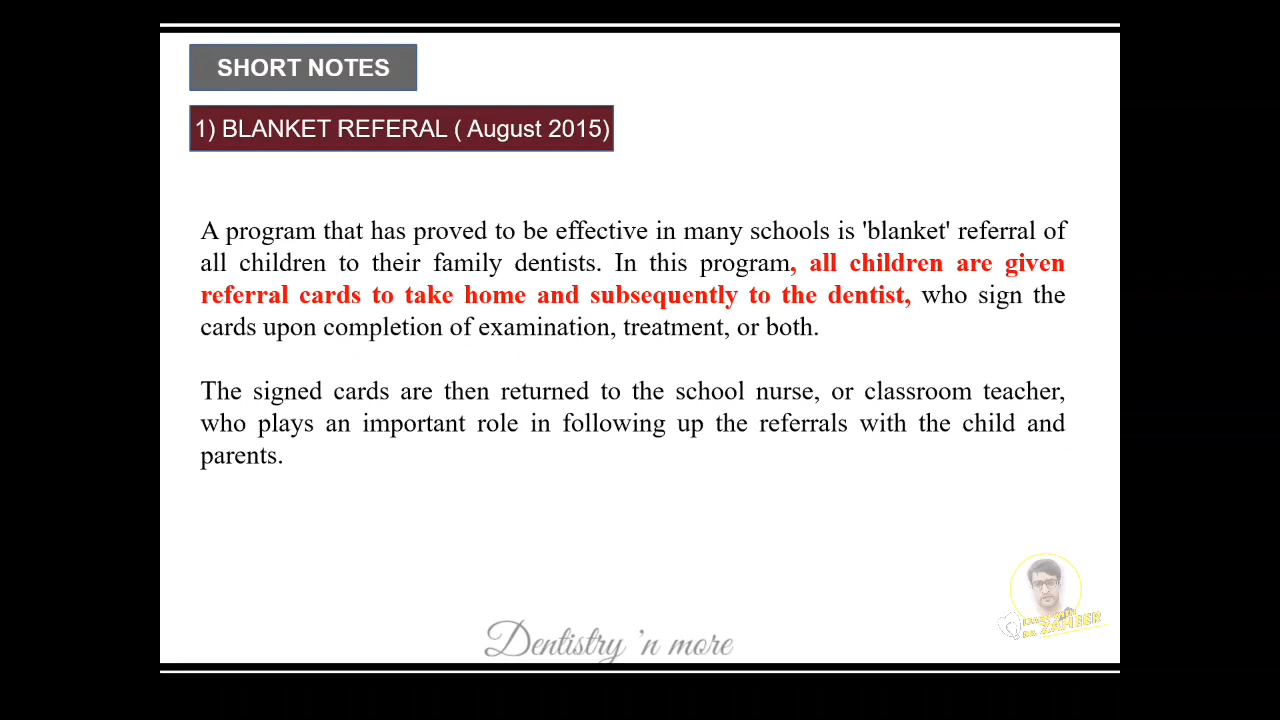 SHORT NOTES
1) BLANKET REFERAL ( August 2015)
A program that has proved to be effective in many schools is 'blanket' referral of
all children to their family dentists. In this program, all children are given
referral cards to take home and subsequently to the dentist, who sign the
cards upon completion of examination, treatment, or both.
The signed cards are then returned to the school nurse, or classroom teacher,
who plays an important role in following up the referrals with the child and
parents.
DR. ZAHEER
Dentistry 'n more